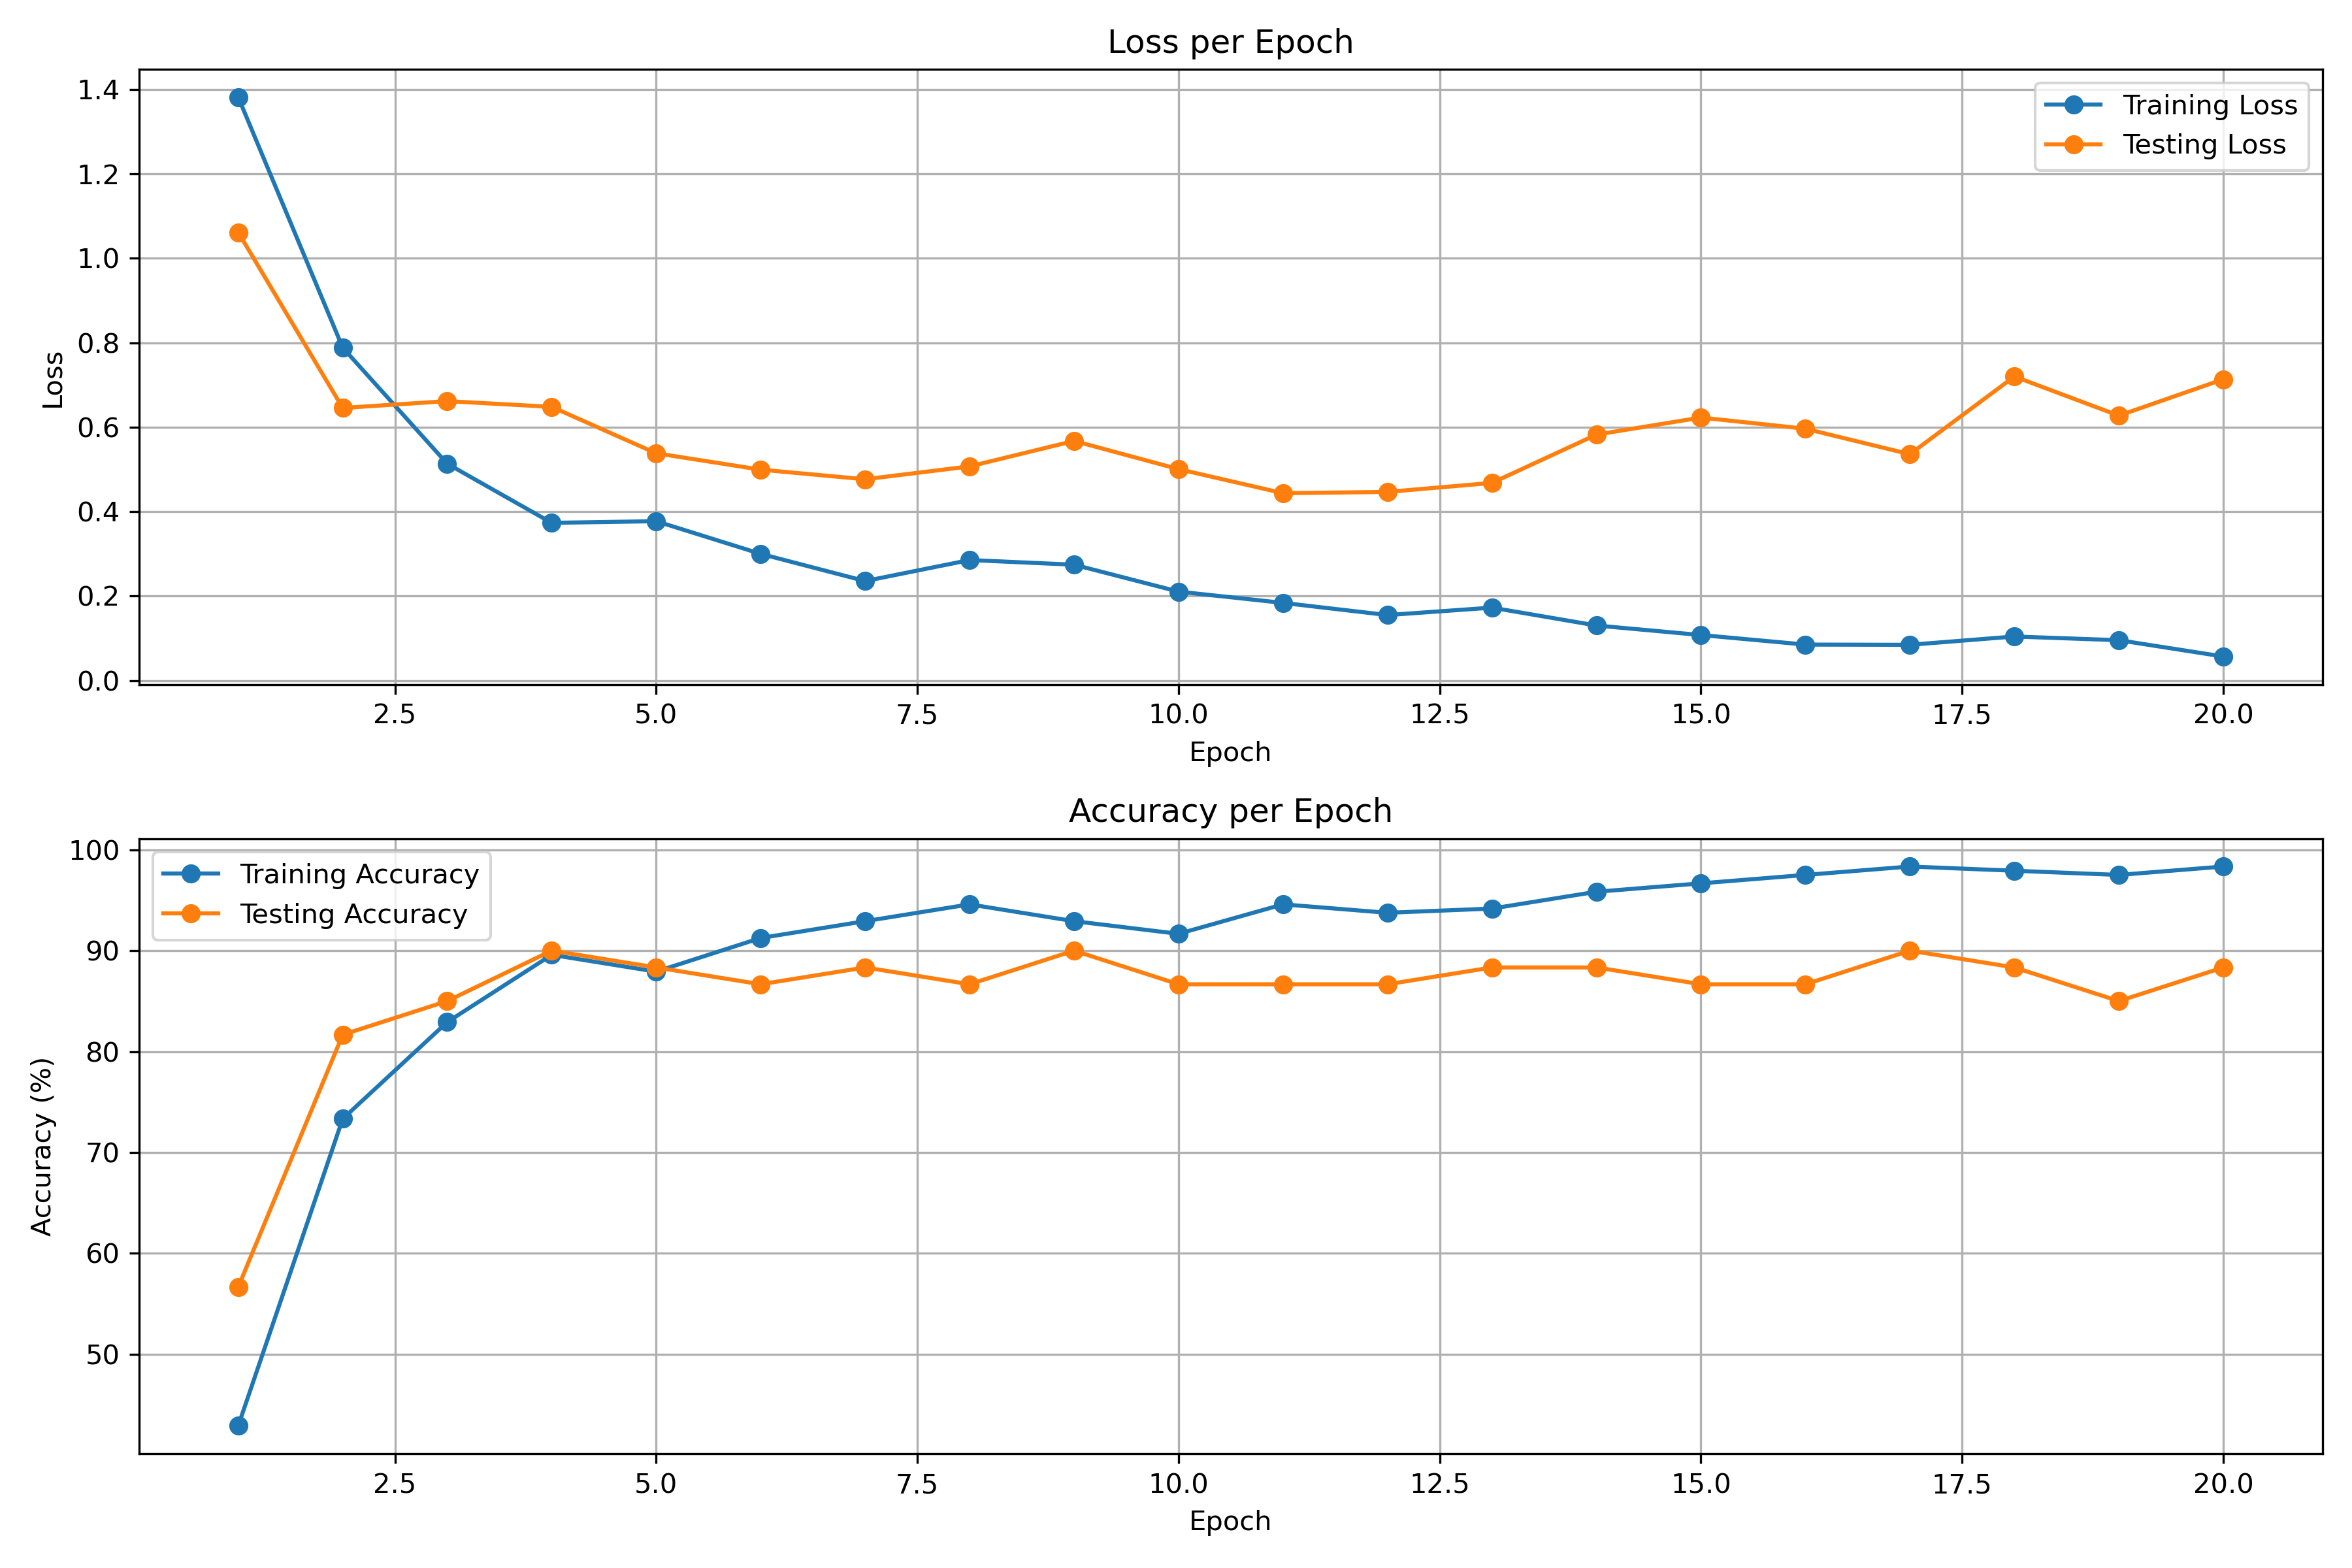 Loss per Epoch
1.4
1.2
1.0
0.8
0.6
0.4
0.2
0.0
Loss
Training Loss
Testing Loss
2.5 5.0 7.5 10.0 12.5 15.0 17.5 20.0
Epoch
Accuracy per Epoch
100
90
80
70
60
50
Accuracy (%)
Training Accuracy
Testing Accuracy
2.5 5.0 7.5 10.0 12.5 15.0 17.5 20.0
Epoch